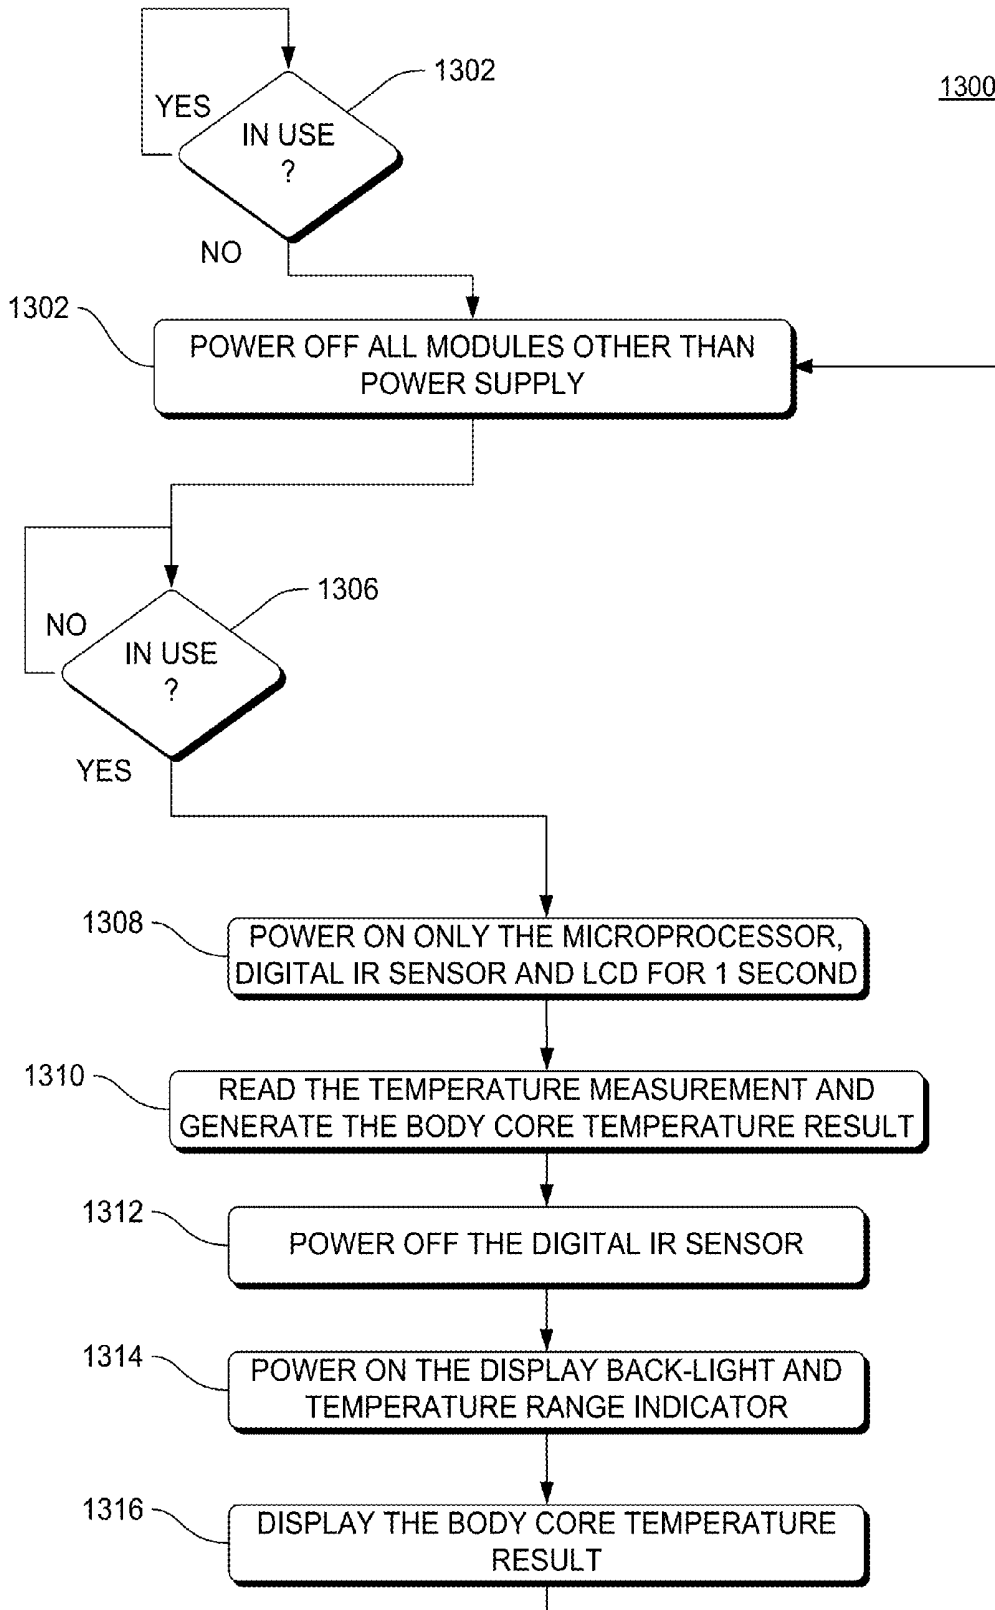 1302
1300
YES
IN USE
?
NO
1302
POWER OFF ALL MODULES OTHER THAN
POWER SUPPLY
1306
NO
IN USE
?
YES
1308
POWER ON ONLY THE MICROPROCESSOR,
DIGITAL IR SENSOR AND LCD FOR 1 SECOND
1310
READ THE TEMPERATURE MEASUREMENT AND
GENERATE THE BODY CORE TEMPERATURE RESULT
1312
POWER OFF THE DIGITAL IR SENSOR
1314
POWER ON THE DISPLAY BACK-LIGHT AND
TEMPERATURE RANGE INDICATOR
1316
DISPLAY THE BODY CORE TEMPERATURE
RESULT